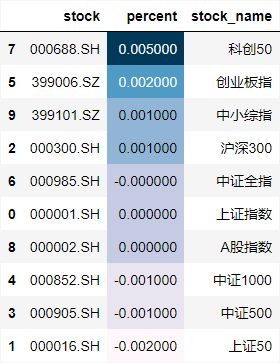 stock percent stock_name
7 000688.SH 0.005000 科创50
5 399006.SZ 0.002000 创业板指
9 399101.SZ 0.001000 中小综指
2 000300.SH 0.001000 沪深300
6 000985.SH -0.000000 中证全指
0 000001.SH 0.000000 上证指数
8 000002.SH 0.000000 A股指数
4 000852.SH -0.001000 中证1000
3 000905.SH -0.001000 中证500
1 000016.SH -0.002000 上证50